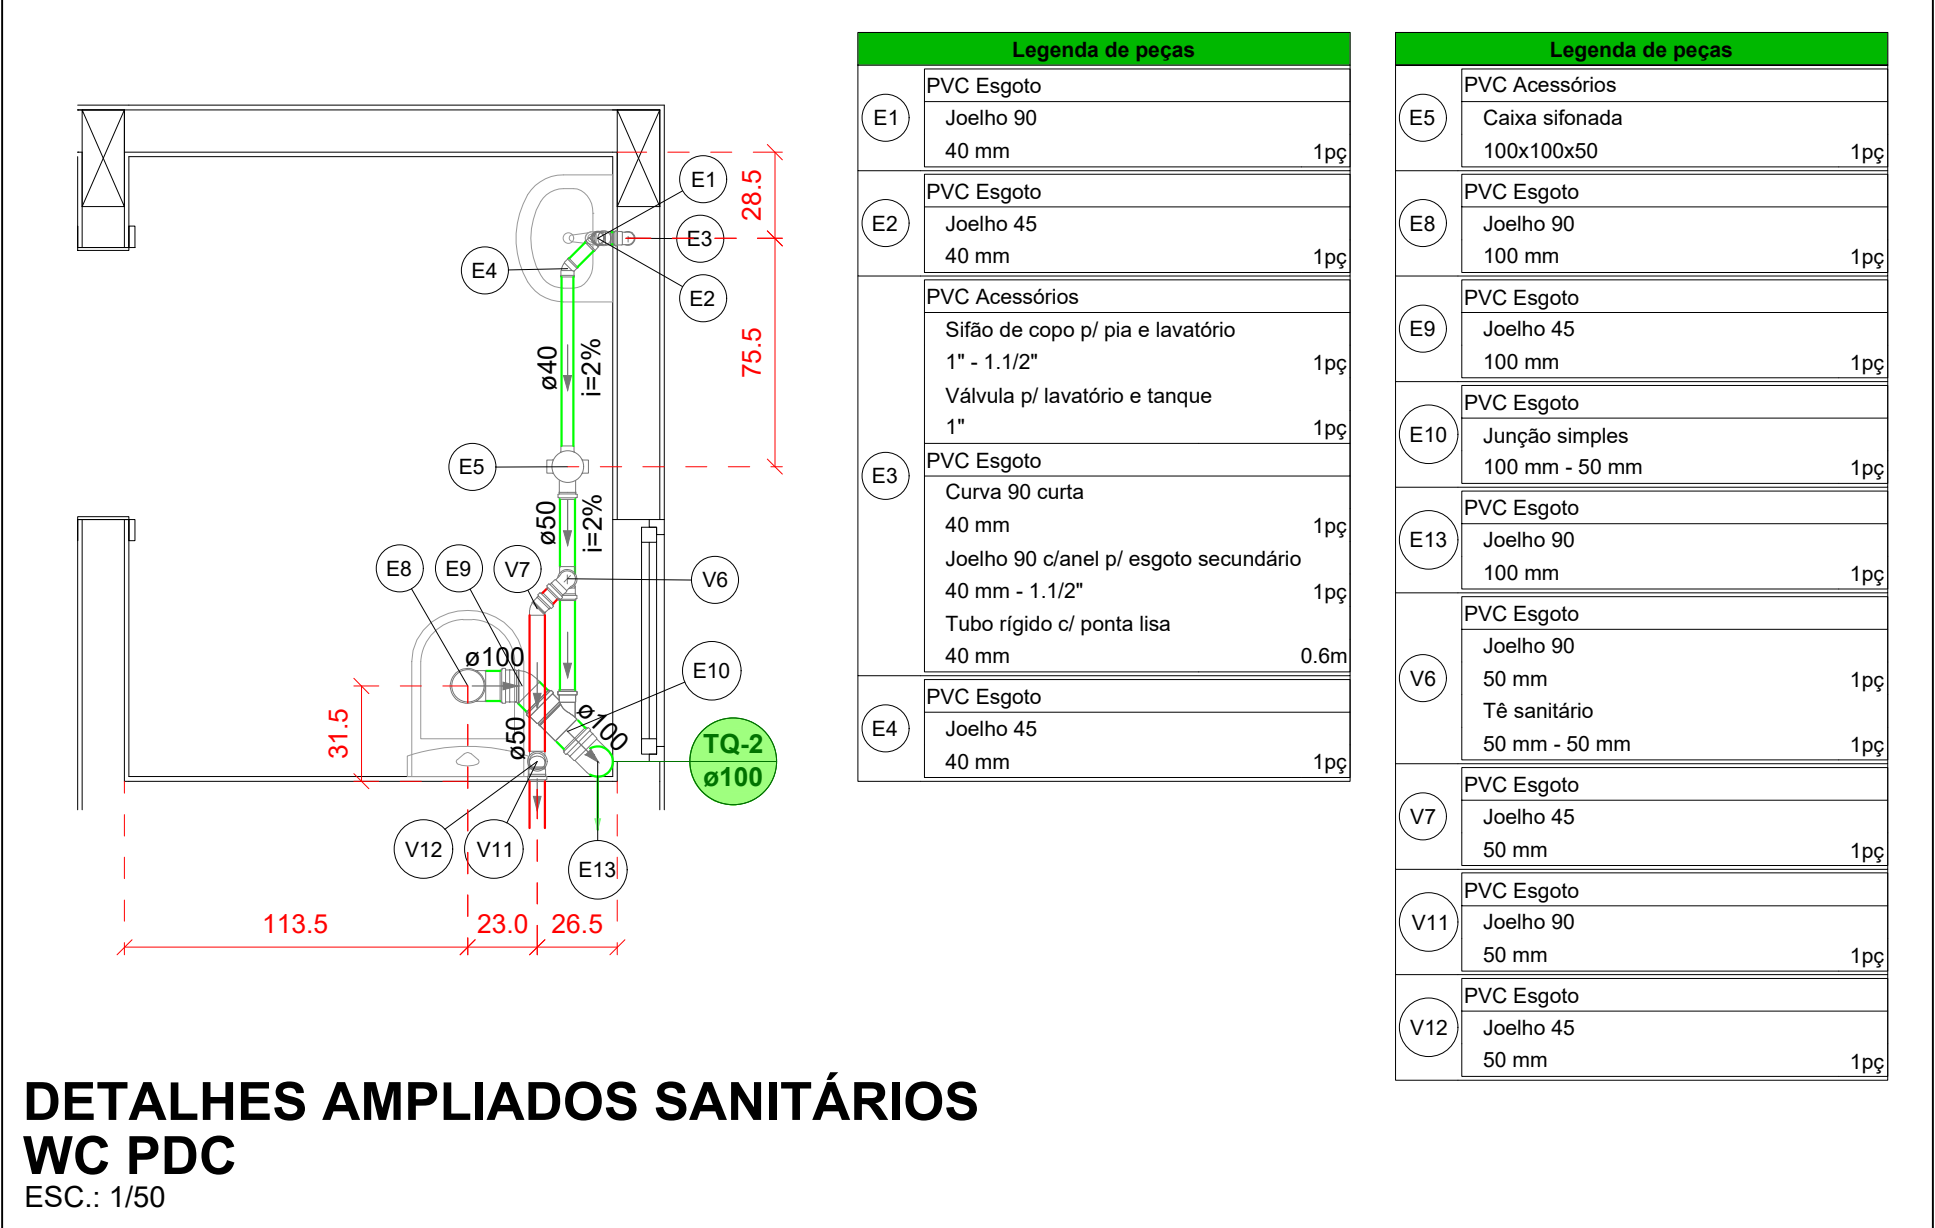 E1
28.5
E3
E4
E2
ø40
i=2%
75.5
E5
ø50
i=2%
E8
E9
V7
V6
ø100
E10
31.5
ø50
ø100
TQ-2
ø100
V12
V11
E13
113.5
23.0
26.5
Legenda de peças
E1
PVC Esgoto
Joelho 90
40 mm 1pç
E2
PVC Esgoto
Joelho 45
40 mm 1pç
E3
PVC Acessórios
Sifão de copo p/ pia e lavatório
1" - 1.1/2" 1pç
Válvula p/ lavatório e tanque
1" 1pç
PVC Esgoto
Curva 90 curta
40 mm 1pç
Joelho 90 c/anel p/ esgoto secundário
40 mm - 1.1/2" 1pç
Tubo rígido c/ ponta lisa
40 mm 0.6m
E4
PVC Esgoto
Joelho 45
40 mm 1pç
Legenda de peças
E5
PVC Acessórios
Caixa sifonada
100x100x50 1pç
E8
PVC Esgoto
Joelho 90
100 mm 1pç
E9
PVC Esgoto
Joelho 45
100 mm 1pç
E10
PVC Esgoto
Junção simples
100 mm - 50 mm 1pç
E13
PVC Esgoto
Joelho 90
100 mm 1pç
V6
PVC Esgoto
Joelho 90
50 mm 1pç
Tê sanitário
50 mm - 50 mm 1pç
V7
PVC Esgoto
Joelho 45
50 mm 1pç
V11
PVC Esgoto
Joelho 90
50 mm 1pç
V12
PVC Esgoto
Joelho 45
50 mm 1pç
DETALHES AMPLIADOS SANITÁRIOS
WC PDC
ESC.: 1/50